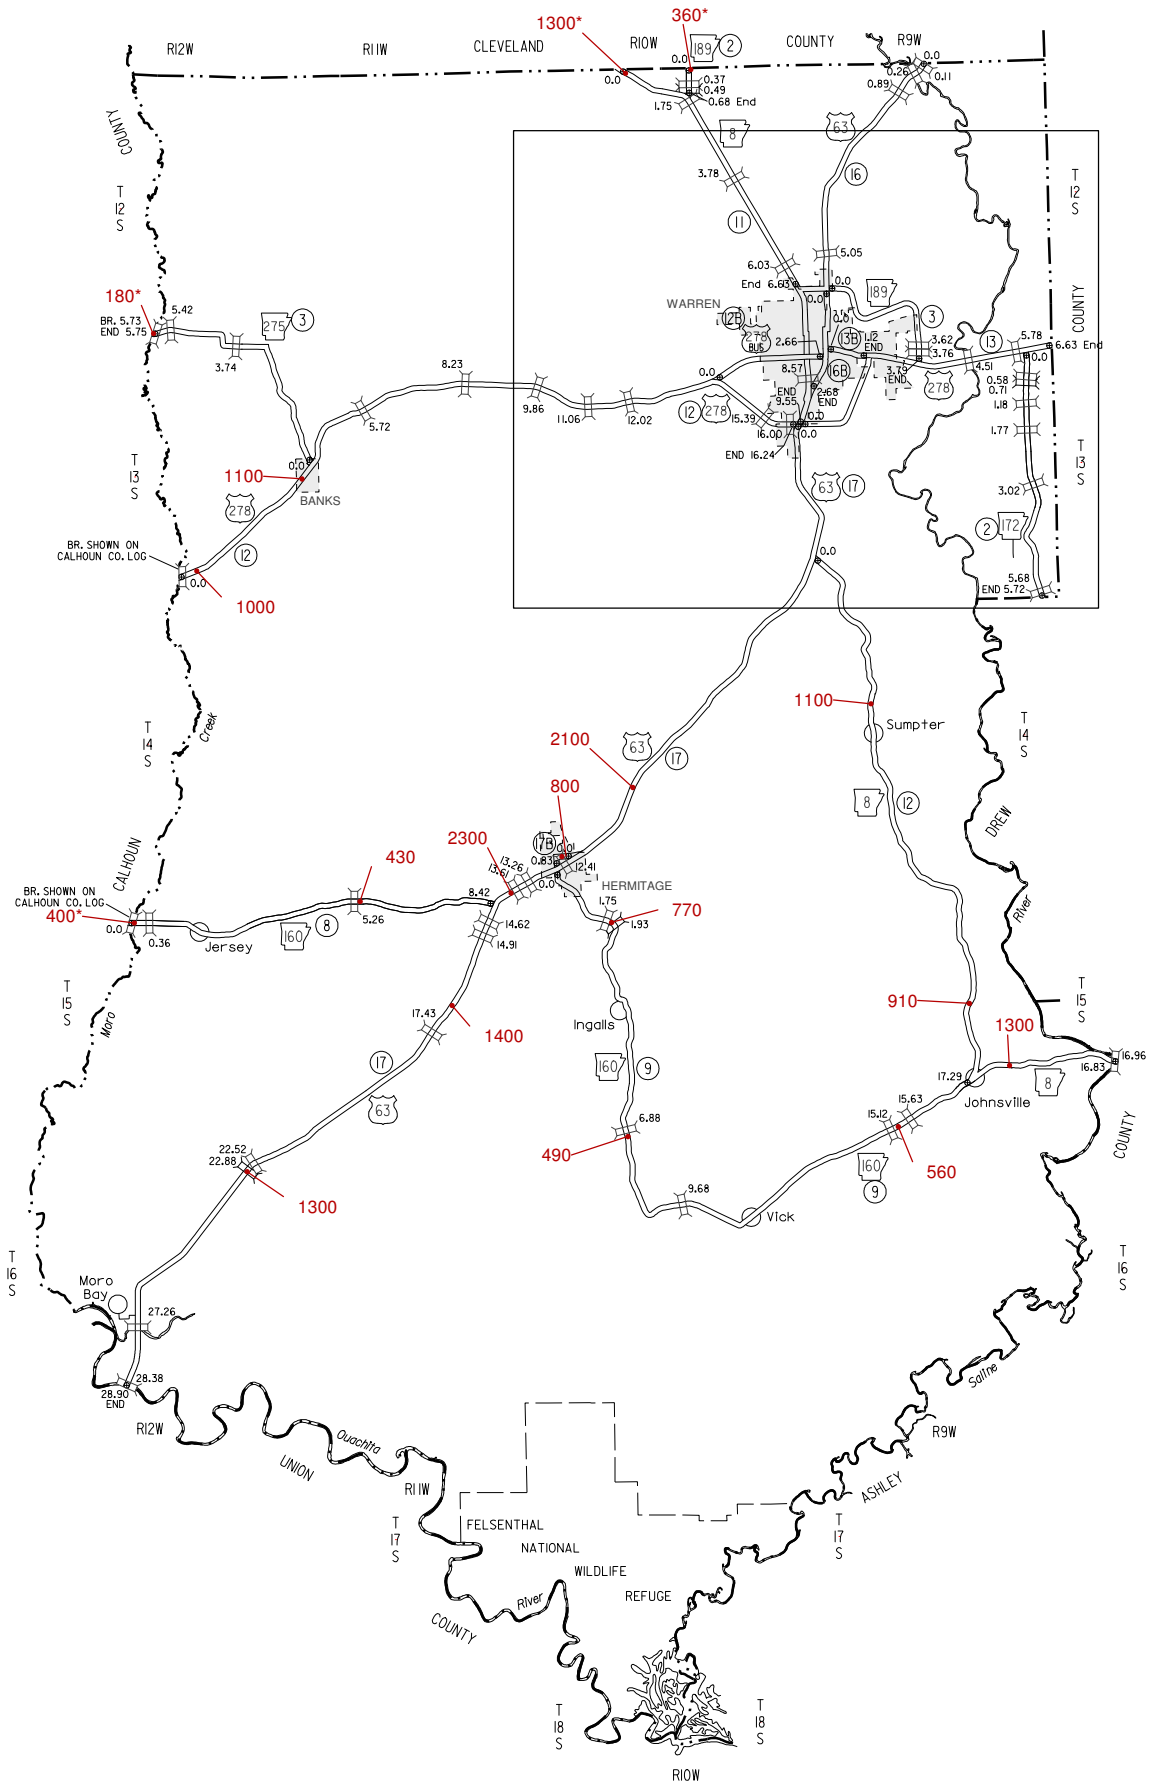 1300*
360*
R12W
R11W
CLEVELAND
R10W
189
2
COUNTY
R9W
0.0
0.0
0.0
0.26
0.11
0.37
0.49
0.68 End
0.89
1.75
COUNTY
8
63
3.78
16
T
12
S
T
12
S
11
6.03
5.05
End 6.63
0.0
0.0
189
COUNTY
180*
BR. 5.73
END 5.75
5.42
275
3
3.74
WARREN
12B
278
BUS
2.66
0.0
13B
1.12
END
3
3.62
3.76
3.79
END
13
5.78
6.63 End
0.0
4.51
278
0.58
0.71
1.18
1.77
8.23
9.86
11.06
12.02
5.72
12
278
0.0
8.57
END
9.55
16B
2.68
END
15.39
16.00
0.0
0.0
END 16.24
T
13
S
T
13
S
1100
0.0
BANKS
278
12
63
17
3.02
2
172
BR. SHOWN ON
CALHOUN CO. LOG
0.0
1000
0.0
5.68
END 5.72
T
14
S
Creek
T
14
S
1100
Sumpter
2100
63
17
8
12
DREW
800
17B
0.0
0.83
12.41
0.0
2300
13.26
13.61
HERMITAGE
CALHOUN
430
8.42
1.75
1.93
770
BR. SHOWN ON
CALHOUN CO. LOG
400*
0.0
0.36
Jersey
160
8
5.26
14.62
14.91
River
T
15
S
Moro
17.43
1400
Ingalls
910
T
15
S
1300
17
63
160
9
17.29
Johnsville
8
16.96
16.83
22.52
22.88
1300
6.88
490
15.12
15.63
560
160
9
COUNTY
9.68
Vick
T
16
S
Moro
Bay
27.26
T
16
S
28.38
28.90
END
R12W
Ouachita
UNION
R11W
Saline
R9W
ASHLEY
T
17
S
T
17
S
FELSENTHAL
NATIONAL
WILDLIFE
REFUGE
River
COUNTY
T
18
S
T
18
S
R10W